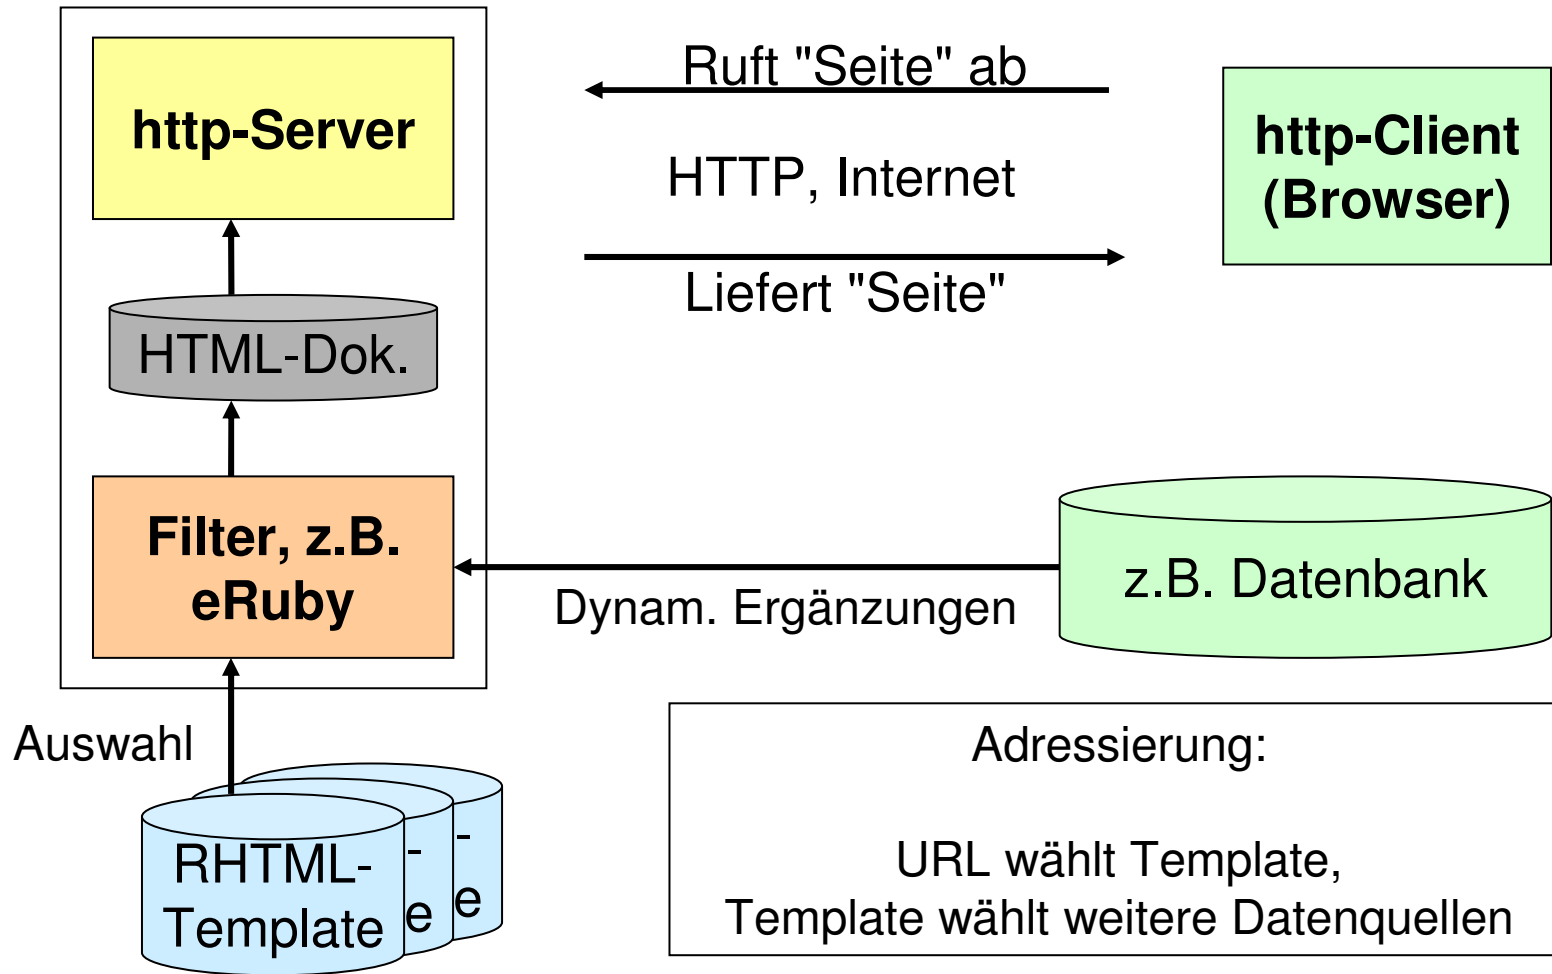 http-Server
Ruft "Seite" ab
HTTP, Internet
Liefert "Seite"
http-Client
(Browser)
HTML-Dok.
Filter, z.B.
eRuby
Dynam. Ergänzungen
z.B. Datenbank
Auswahl
RHTML-
Template
-
e
-
e
Adressierung:
URL wählt Template,
Template wählt weitere Datenquellen